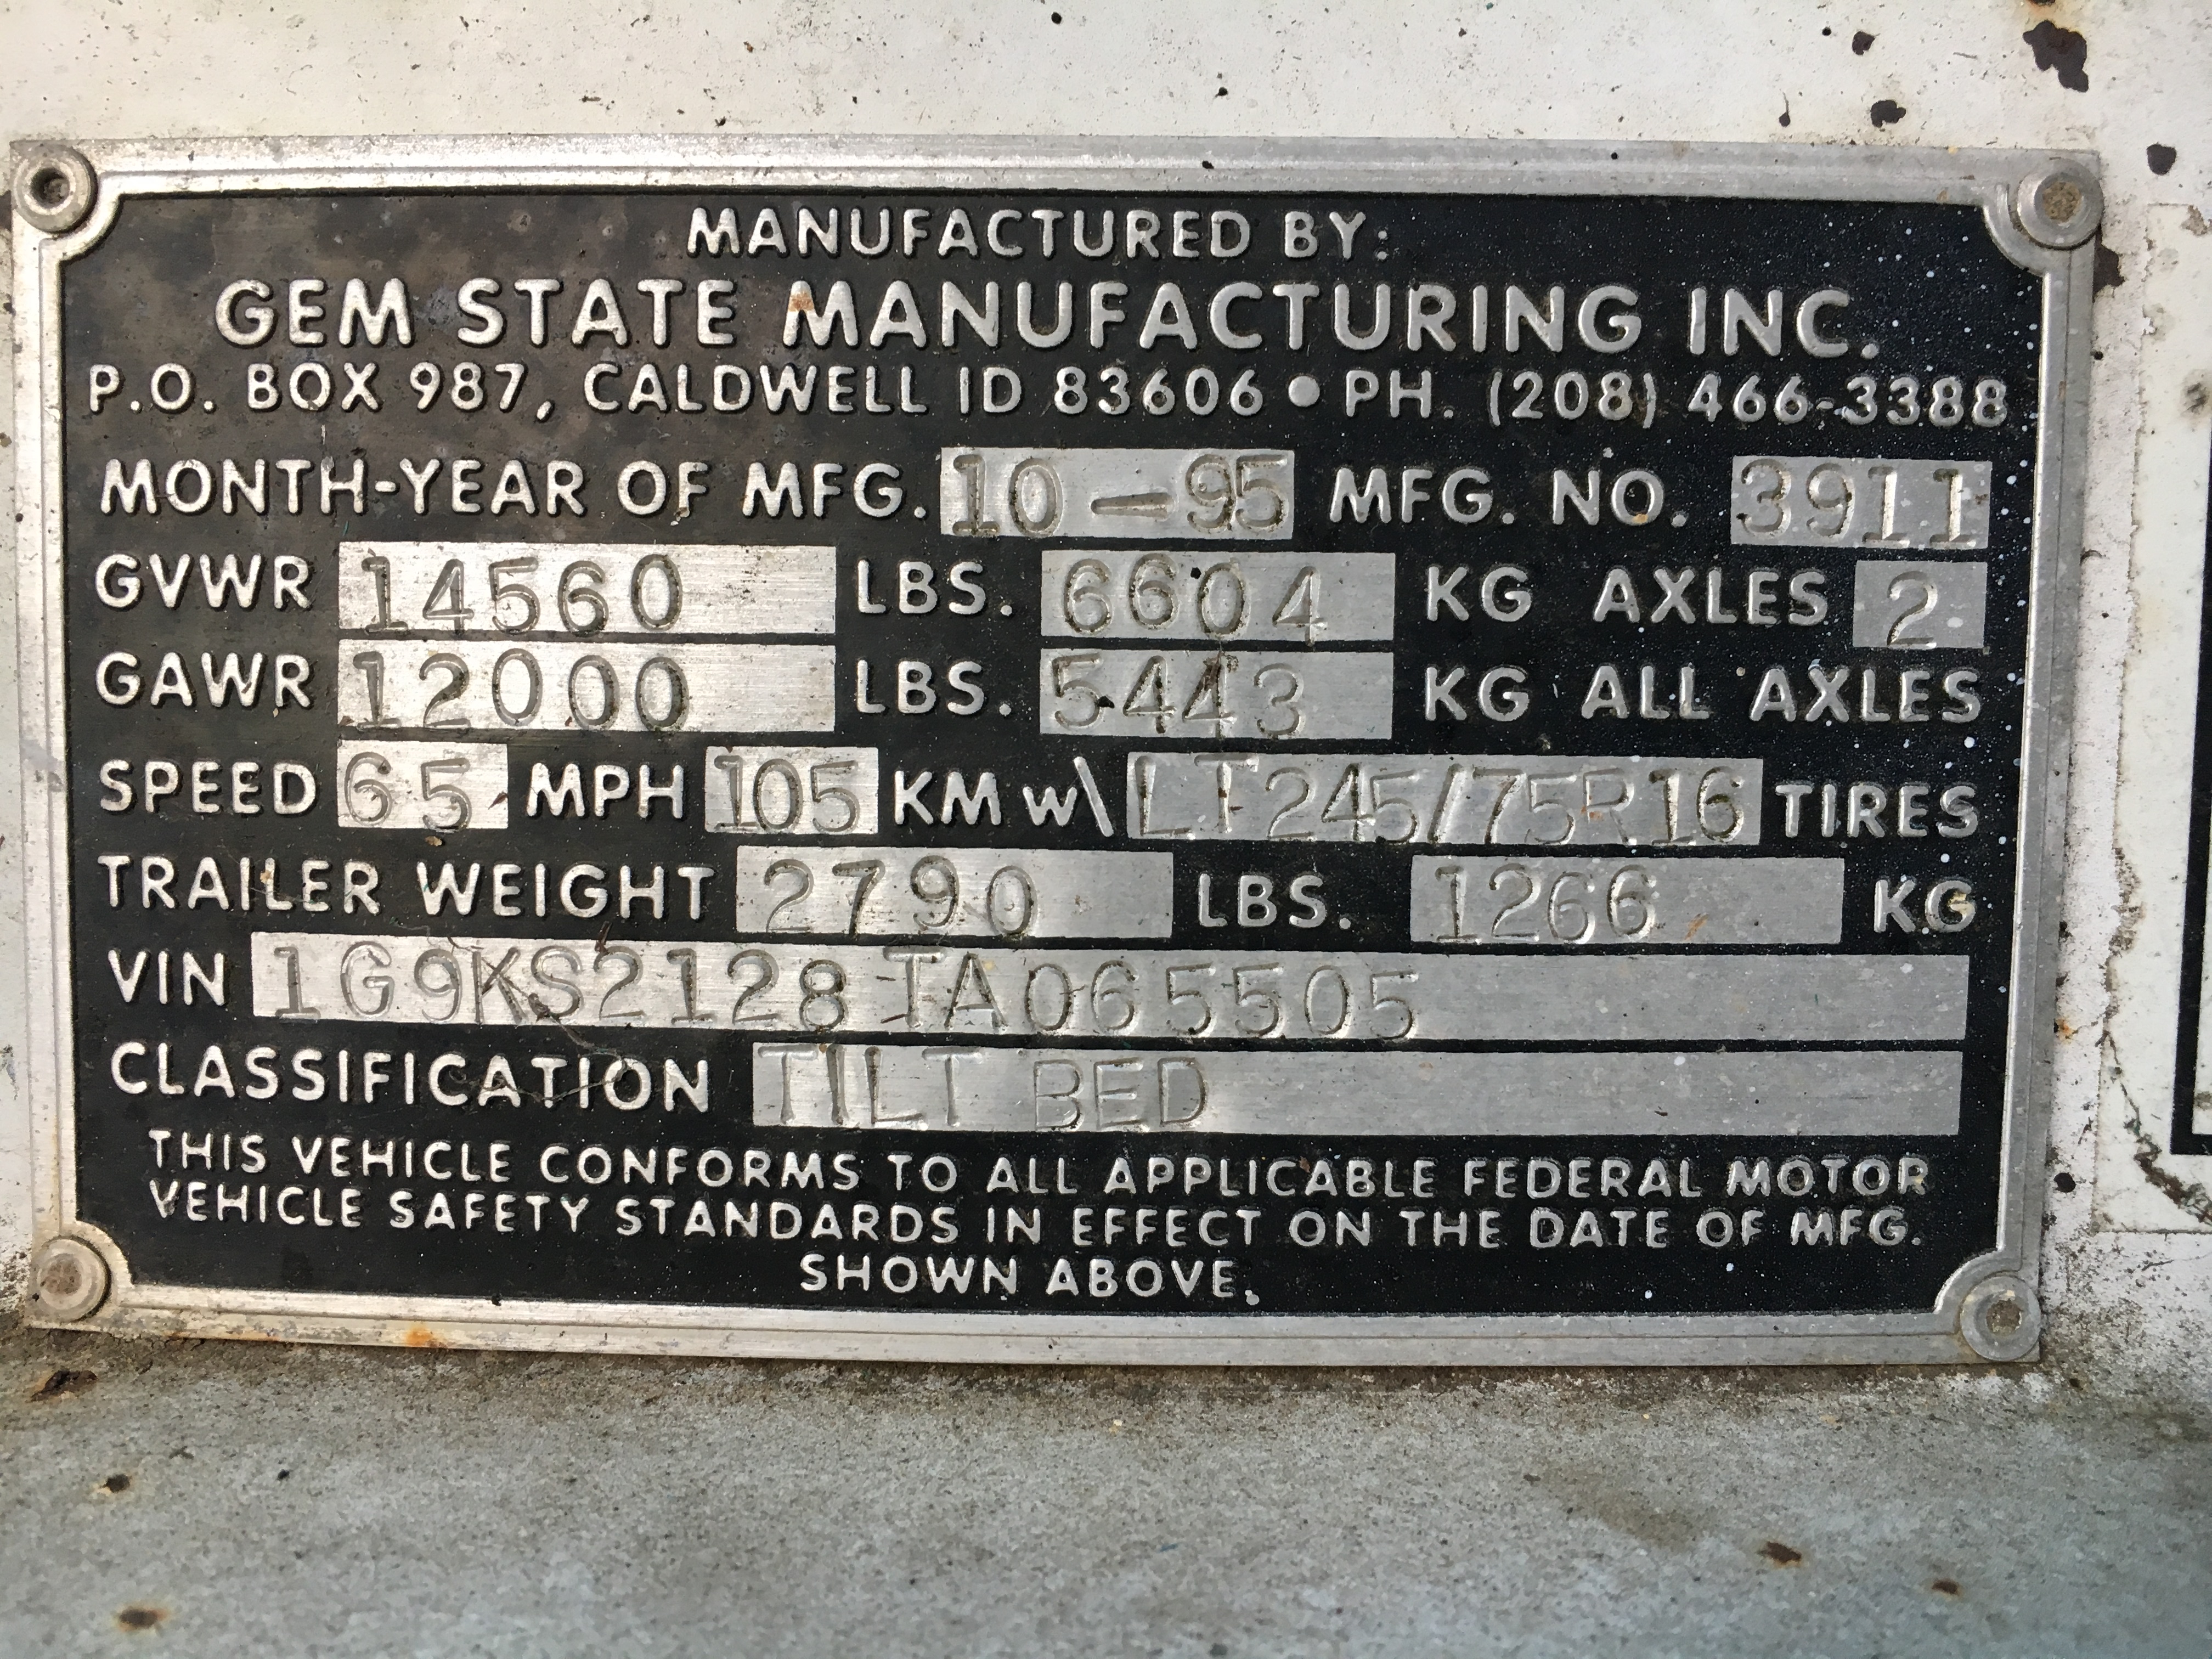 MANUFACTURED BY:
GEM STATE MANUFACTURING INC.
P.O. BOX 987, CALDWELL ID 83606 • PH. (208) 466-3388
MONTH-YEAR OF MFG. 10-95 MFG. NO. 3911
GVWR 14560 LBS. 6604 KG AXLES 2
GAWR 12000 LBS. 5443 KG ALL AXLES
SPEED 65 MPH 105 KM W\ LT245/75R16 TIRES
TRAILER WEIGHT 2790 LBS. 1266 KG
VIN 1G9KS2128TA065505
CLASSIFICATION TILT BED
THIS VEHICLE CONFORMS TO ALL APPLICABLE FEDERAL MOTOR
VEHICLE SAFETY STANDARDS IN EFFECT ON THE DATE OF MFG.
SHOWN ABOVE.